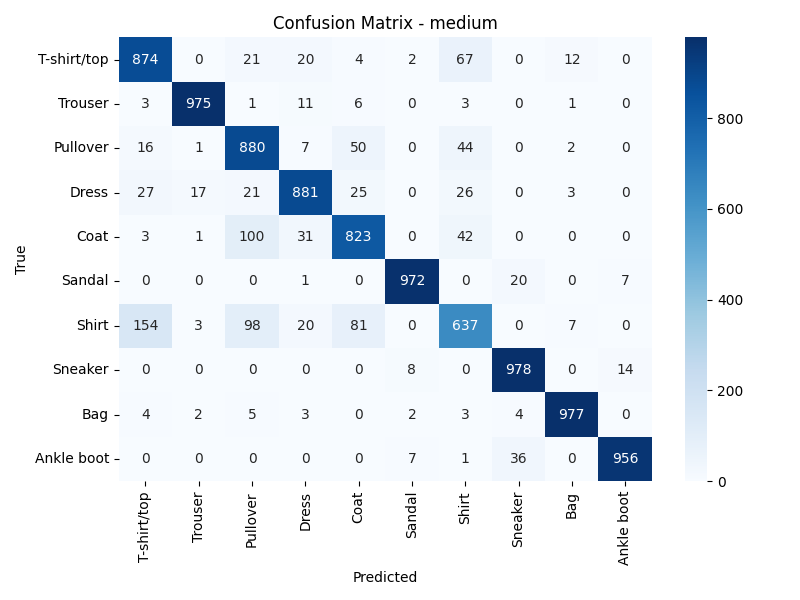 Confusion Matrix - medium
T-shirt/top 874 0 21 20 4 2 67 0 12 0
Trouser 3 975 1 11 6 0 3 0 1 0
Pullover 16 1 880 7 50 0 44 0 2 0
Dress 27 17 21 881 25 0 26 0 3 0
Coat 3 1 100 31 823 0 42 0 0 0
Sandal 0 0 0 1 0 972 0 20 0 7
Shirt 154 3 98 20 81 0 637 0 7 0
Sneaker 0 0 0 0 0 8 0 978 0 14
Bag 4 2 5 3 0 2 3 4 977 0
Ankle boot 0 0 0 0 0 7 1 36 0 956
True
T-shirt/top Trouser Pullover Dress Coat Sandal Shirt Sneaker Bag Ankle boot
Predicted
800
600
400
200
0